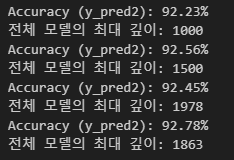 Accuracy (y_pred2): 92.23%
전체 모델의 최대 깊이: 1000
Accuracy (y_pred2): 92.56%
전체 모델의 최대 깊이: 1500
Accuracy (y_pred2): 92.45%
전체 모델의 최대 깊이: 1978
Accuracy (y_pred2): 92.78%
전체 모델의 최대 깊이: 1863